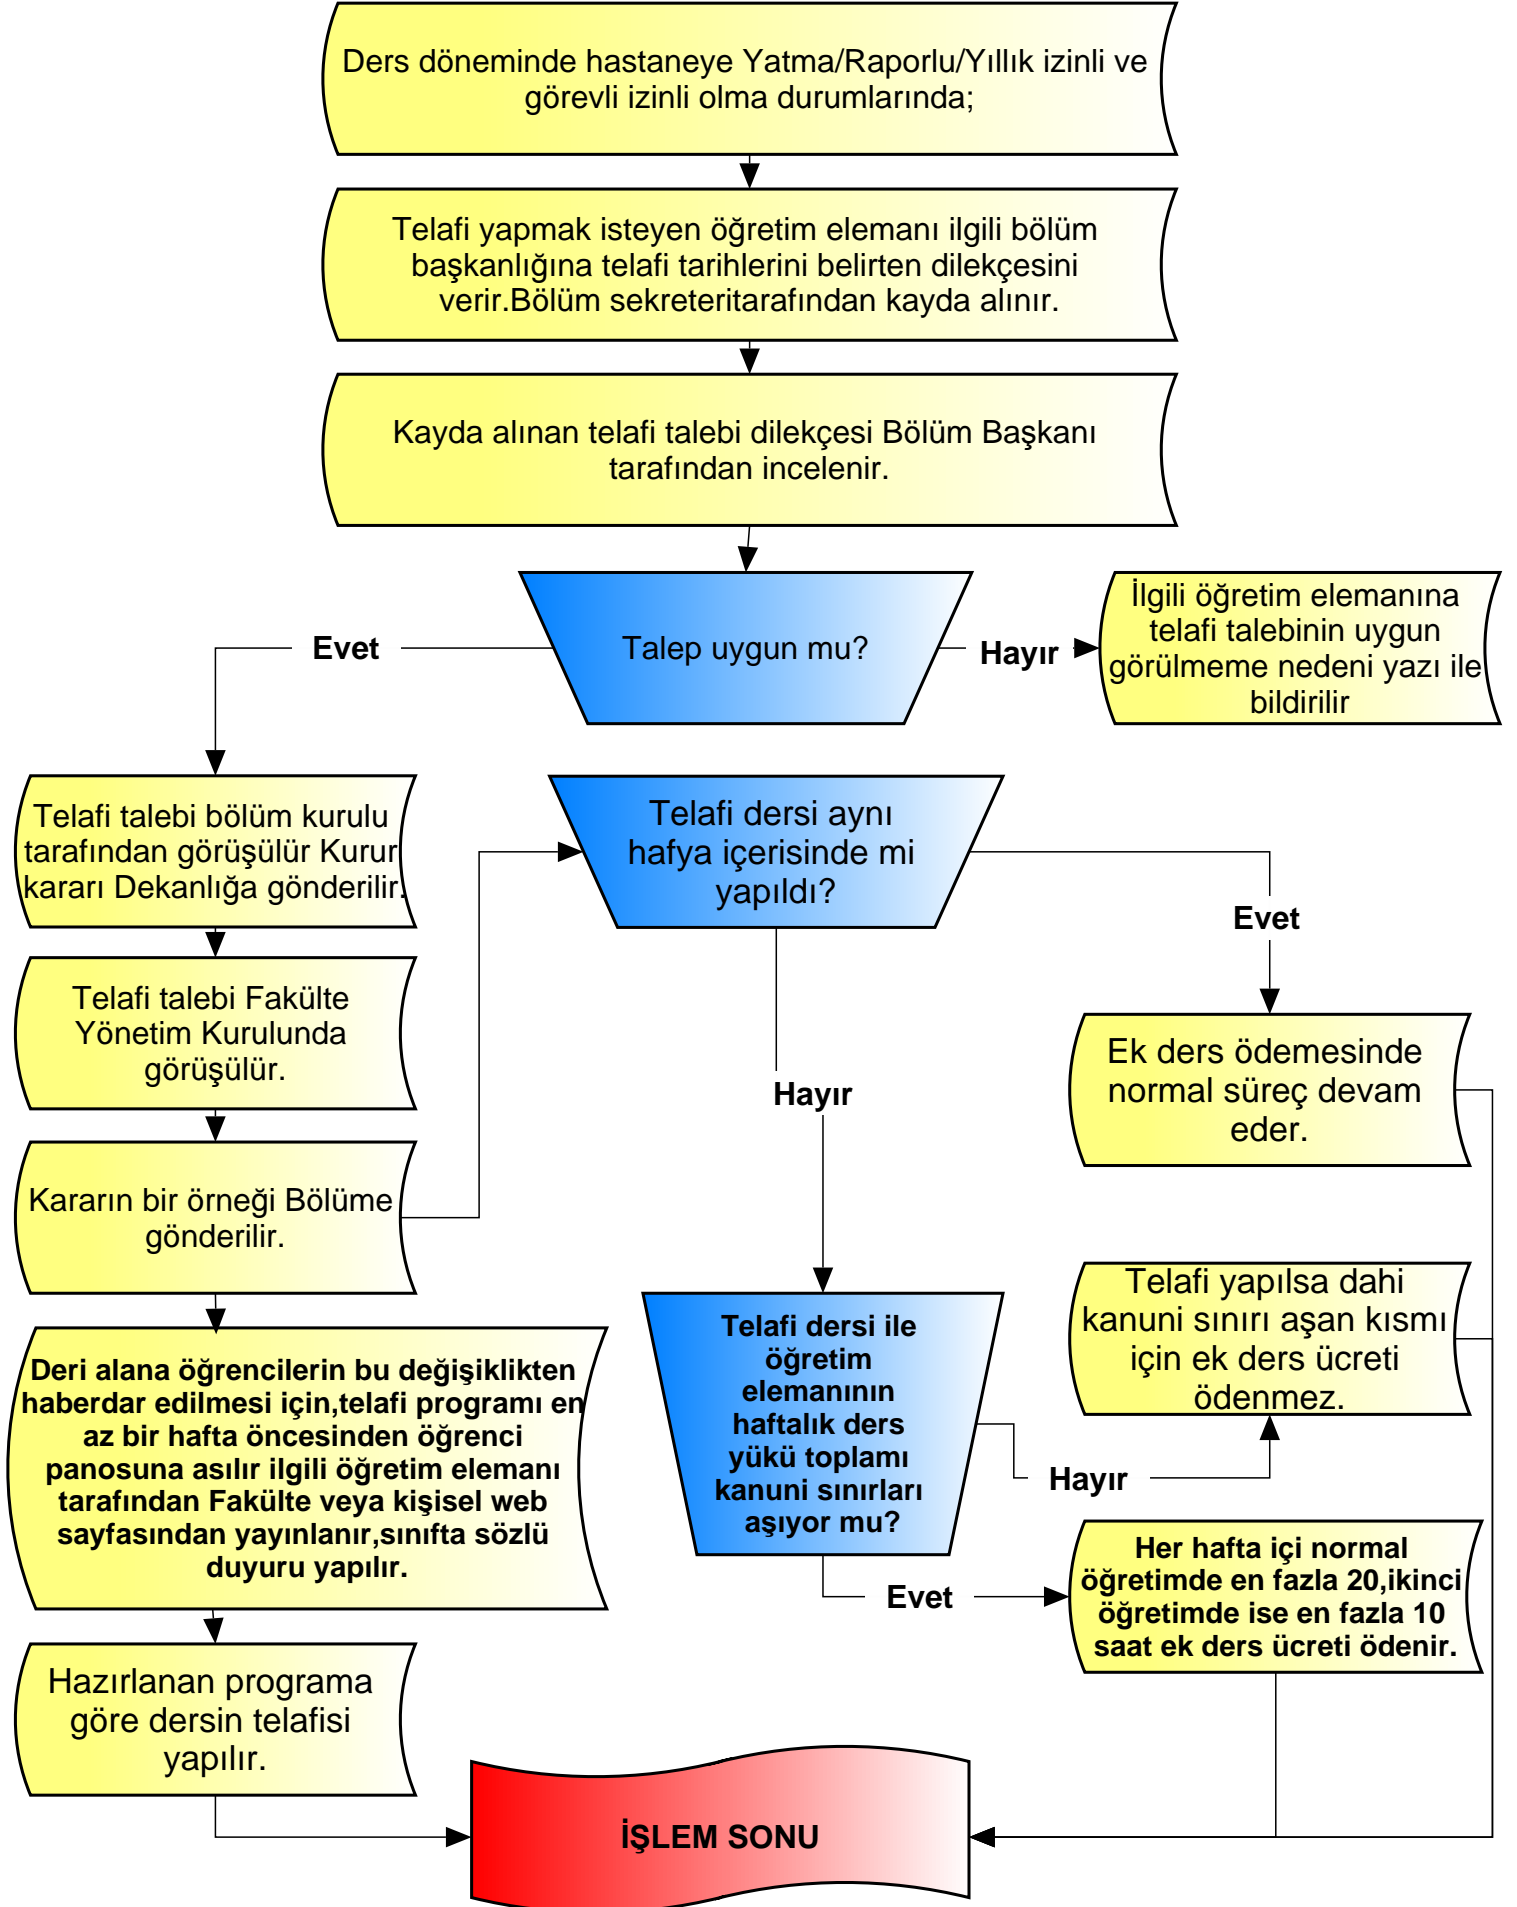 Ders döneminde hastaneye Yatma/Raporlu/Yıllık izinli ve
görevli izinli olma durumlarında;
Telafi yapmak isteyen öğretim elemanı ilgili bölüm
başkanlığına telafi tarihlerini belirten dilekçesini
verir.Bölüm sekreteritarafından kayda alınır.
Kayda alınan telafi talebi dilekçesi Bölüm Başkanı
tarafından incelenir.
Evet
Talep uygun mu?
Hayır
İlgili öğretim elemanına
telafi talebinin uygun
görülmeme nedeni yazı ile
bildirilir
Telafi talebi bölüm kurulu
tarafından görüşülür Kurur
kararı Dekanlığa gönderilir.
Telafi dersi aynı
hafya içerisinde mi
yapıldı?
Evet
Telafi talebi Fakülte
Yönetim Kurulunda
görüşülür.
Hayır
Ek ders ödemesinde
normal süreç devam
eder.
Kararın bir örneği Bölüme
gönderilir.
Telafi yapılsa dahi
kanuni sınırı aşan kısmı
için ek ders ücreti
ödenmez.
Deri alana öğrencilerin bu değişiklikten
haberdar edilmesi için,telafi programı en
az bir hafta öncesinden öğrenci
panosuna asılır ilgili öğretim elemanı
tarafından Fakülte veya kişisel web
sayfasından yayınlanır,sınıfta sözlü
duyuru yapılır.
Telafi dersi ile
öğretim
elemanının
haftalık ders
yükü toplamı
kanuni sınırları
aşıyor mu?
Hayır
Evet
Her hafta içi normal
öğretimde en fazla 20,ikinci
öğretimde ise en fazla 10
saat ek ders ücreti ödenir.
Hazırlanan programa
göre dersin telafisi
yapılır.
İŞLEM SONU